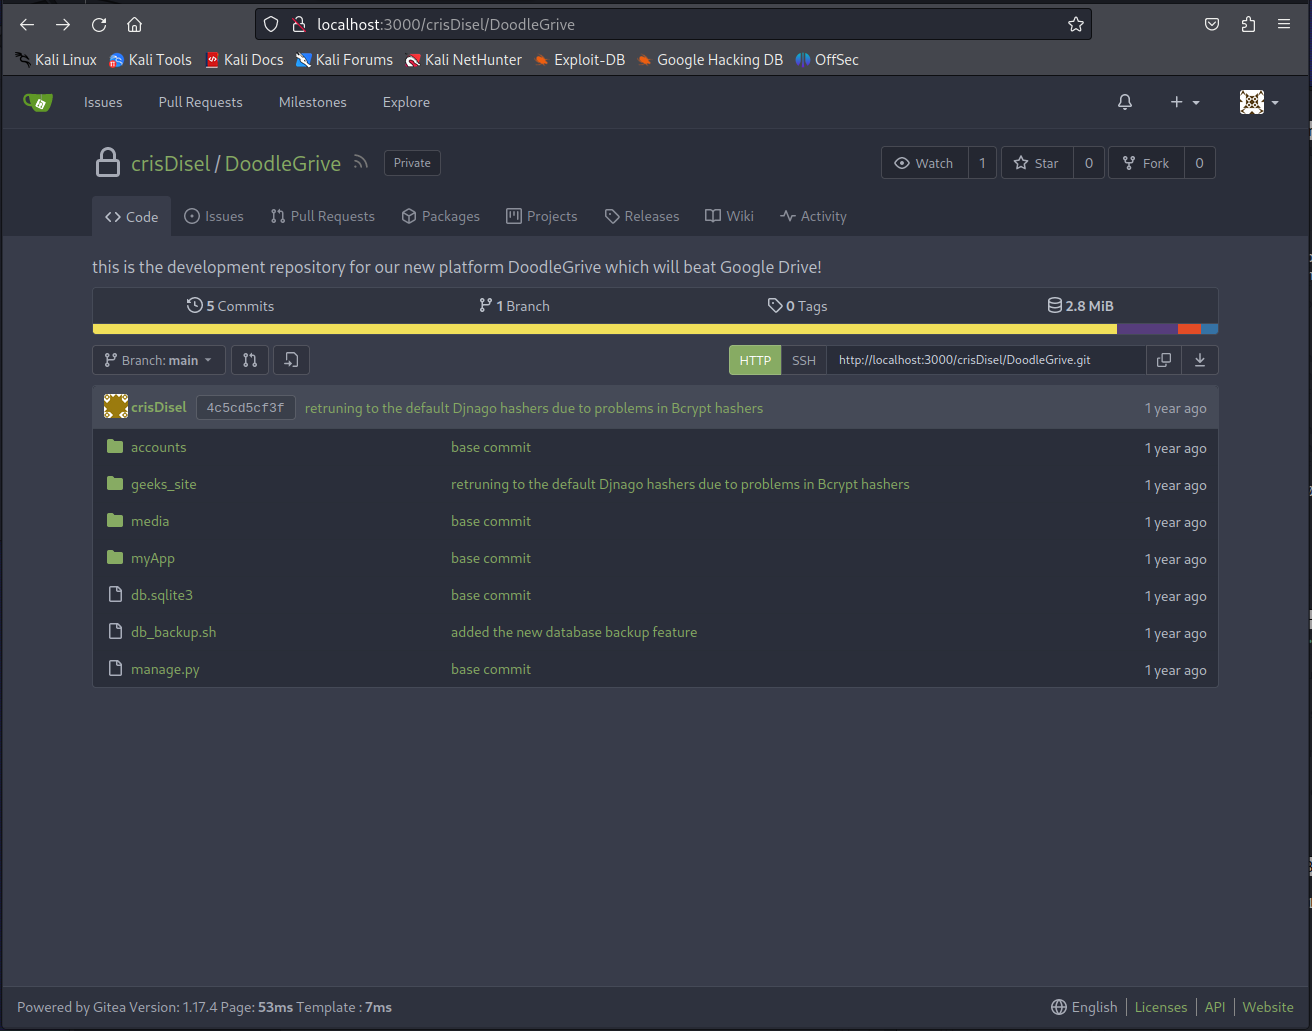 localhost:3000/crisDisel/DoodleGrive
Kali Linux Kali Tools Kali Docs Kali Forums Kali NetHunter Exploit-DB Google Hacking DB OffSec
Issues Pull Requests Milestones Explore
crisDisel / DoodleGrive Private Watch 1 Star 0 Fork 0
Code Issues Pull Requests Packages Projects Releases Wiki Activity
this is the development repository for our new platform DoodleGrive which will beat Google Drive!
5 Commits 1 Branch 0 Tags 2.8 MiB
Branch: main HTTP SSH http://localhost:3000/crisDisel/DoodleGrive.git
crisDisel 4c5cd5cf3f retruning to the default Djnago hashers due to problems in Bcrypt hashers 1 year ago
accounts base commit 1 year ago
geeks_site retruning to the default Djnago hashers due to problems in Bcrypt hashers 1 year ago
media base commit 1 year ago
myApp base commit 1 year ago
db.sqlite3 base commit 1 year ago
db_backup.sh added the new database backup feature 1 year ago
manage.py base commit 1 year ago
Powered by Gitea Version: 1.17.4 Page: 53ms Template : 7ms English Licenses API Website